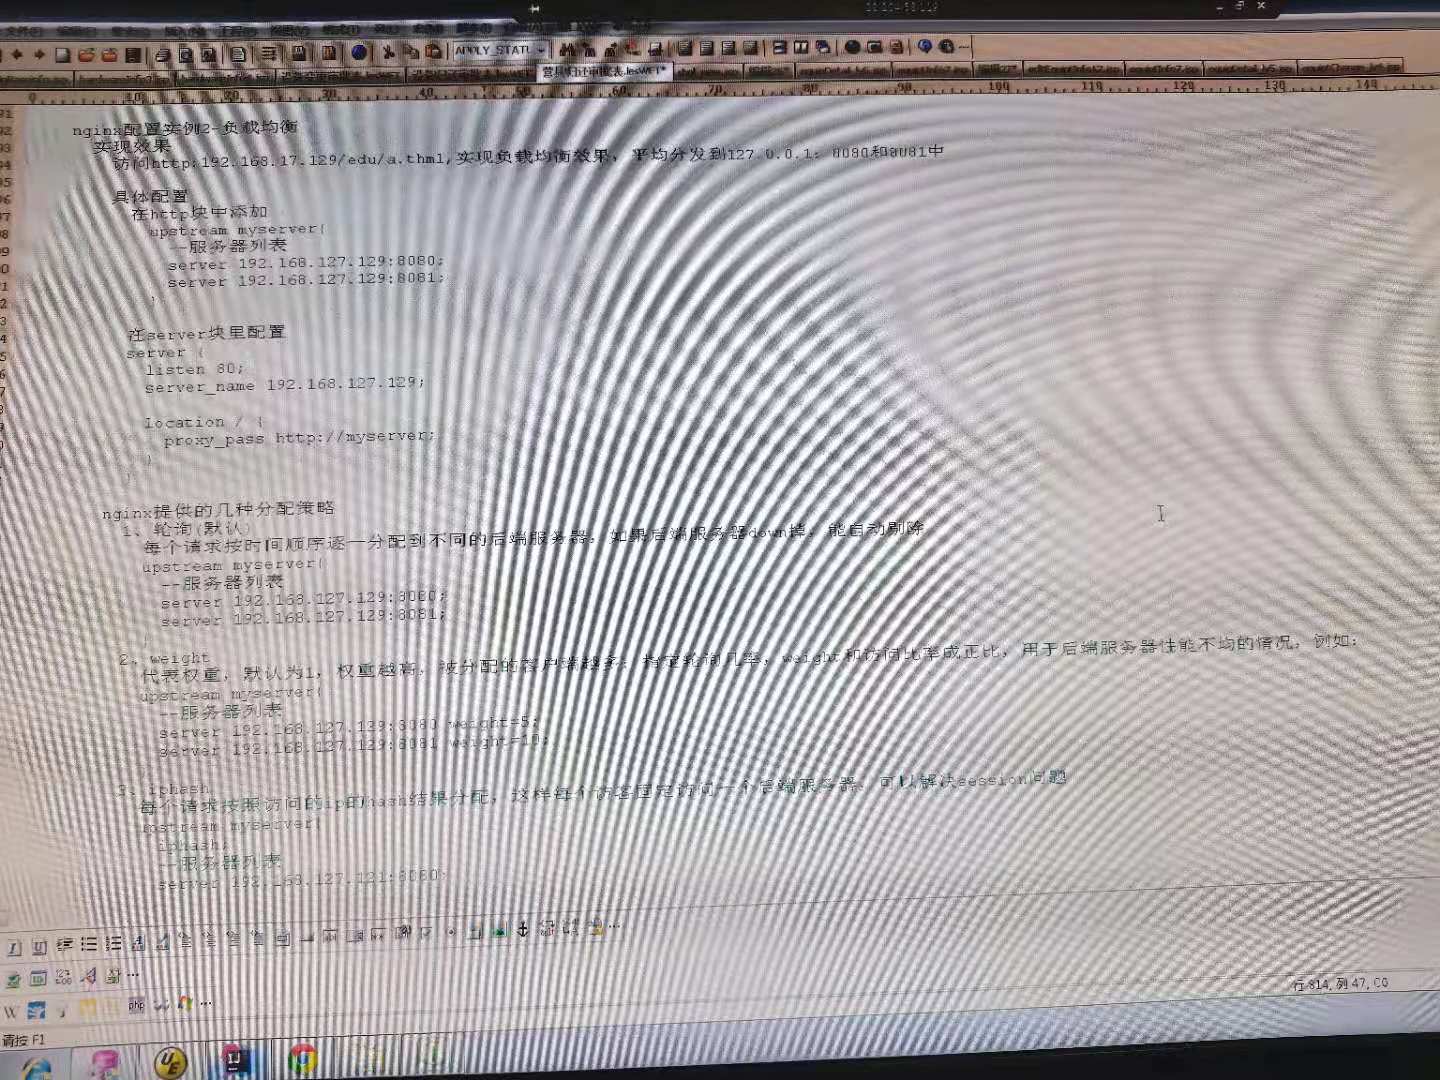 APPLY_STATU
nginx配置实例2-负载均衡
实现效果
访问http:192.168.17.129/edu/a.thml,实现负载均衡效果，平均分发到127.0.0.1：8080和8081中
具体配置
在http块中添加
upstream myserver{
--服务器列表
server 192.168.127.129:8080;
server 192.168.127.129:8081;
}
在server块里配置
server {
listen 80;
server_name 192.168.127.129;
location / {
proxy_pass http://myserver;
}
}
nginx提供的几种分配策略
1、轮询(默认)
每个请求按时间顺序逐一分配到不同的后端服务器，如果后端服务器down掉，能自动剔除
upstream myserver{
--服务器列表
server 192.168.127.129:8080;
server 192.168.127.129:8081;
}
2、weight
代表权重，默认为1，权重越高，被分配的客户端越多；指定轮询几率，weight和访问比率成正比，用于后端服务器性能不均的情况，例如：
upstream myserver{
--服务器列表
server 192.168.127.129:8080 weight=5;
server 192.168.127.129:8081 weight=10;
3、iphash
每个请求按照访问的ip的hash结果分配，这样每个访客固定访问一个后端服务器，可以解决session问题
upstream myserver{
iphash;
--服务器列表
server 192.168.127.121:8080;
行 814, 列 47, C0
php
请按 F1